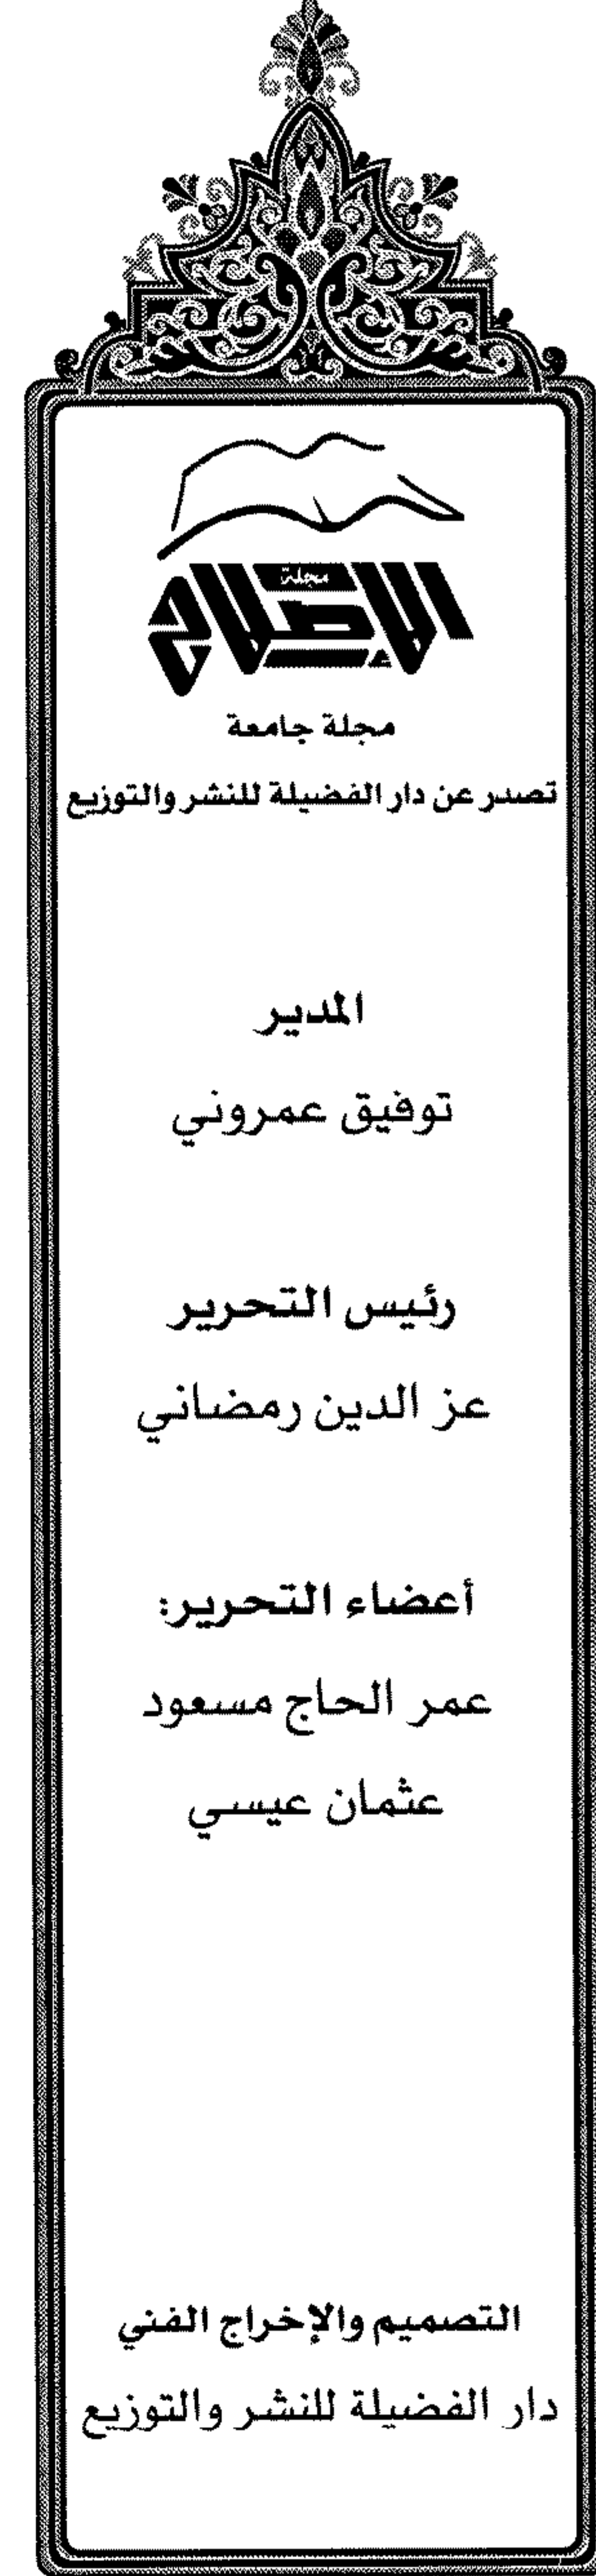 مجلة
الإصلاح
مجلة جامعة
تصدر عن دار الفضيلة للنشر والتوزيع
المدير
توفيق عمروني
رئيس التحرير
عز الدين رمضاني
أعضاء التحرير:
عمر الحاج مسعود
عثمان عيسي
التصميم والإخراج الفني
دار الفضيلة للنشر والتوزيع